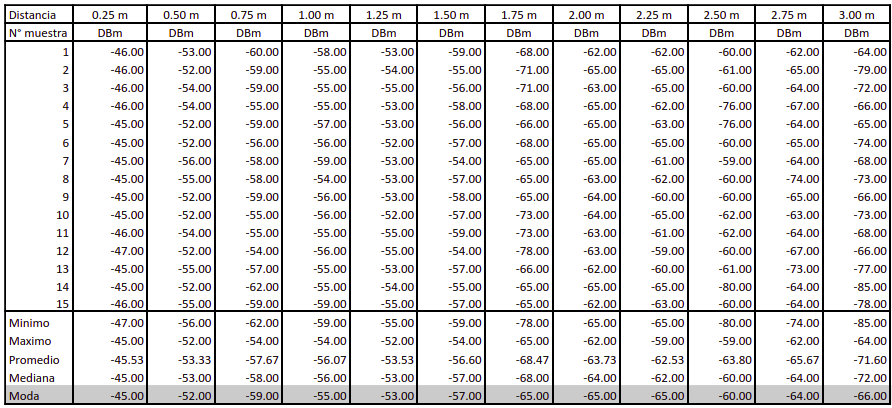 Distancia 0.25 m 0.50 m 0.75 m 1.00 m 1.25 m 1.50 m 1.75 m 2.00 m 2.25 m 2.50 m 2.75 m 3.00 m
N° muestra DBm DBm DBm DBm DBm DBm DBm DBm DBm DBm DBm DBm
1 -46.00 -53.00 -60.00 -58.00 -53.00 -59.00 -68.00 -62.00 -62.00 -60.00 -62.00 -64.00
2 -46.00 -52.00 -59.00 -55.00 -54.00 -55.00 -71.00 -65.00 -65.00 -61.00 -65.00 -79.00
3 -46.00 -54.00 -59.00 -55.00 -55.00 -56.00 -71.00 -63.00 -65.00 -60.00 -64.00 -72.00
4 -46.00 -54.00 -55.00 -55.00 -53.00 -58.00 -68.00 -65.00 -62.00 -76.00 -67.00 -66.00
5 -45.00 -52.00 -59.00 -57.00 -53.00 -56.00 -66.00 -65.00 -63.00 -76.00 -64.00 -65.00
6 -45.00 -52.00 -56.00 -56.00 -52.00 -57.00 -68.00 -65.00 -65.00 -60.00 -65.00 -74.00
7 -45.00 -56.00 -58.00 -59.00 -53.00 -54.00 -65.00 -65.00 -61.00 -59.00 -64.00 -68.00
8 -45.00 -55.00 -58.00 -54.00 -53.00 -57.00 -65.00 -63.00 -65.00 -60.00 -74.00 -73.00
9 -45.00 -52.00 -59.00 -56.00 -53.00 -58.00 -65.00 -64.00 -60.00 -60.00 -65.00 -66.00
10 -45.00 -52.00 -55.00 -56.00 -52.00 -57.00 -73.00 -64.00 -65.00 -62.00 -63.00 -73.00
11 -46.00 -54.00 -55.00 -55.00 -55.00 -59.00 -73.00 -63.00 -61.00 -62.00 -64.00 -68.00
12 -47.00 -52.00 -54.00 -56.00 -55.00 -54.00 -78.00 -63.00 -59.00 -60.00 -67.00 -66.00
13 -45.00 -55.00 -57.00 -55.00 -53.00 -57.00 -66.00 -62.00 -60.00 -61.00 -73.00 -77.00
14 -45.00 -52.00 -62.00 -55.00 -54.00 -55.00 -65.00 -65.00 -65.00 -80.00 -64.00 -85.00
15 -46.00 -55.00 -59.00 -59.00 -55.00 -57.00 -65.00 -62.00 -63.00 -60.00 -64.00 -78.00
Minimo -47.00 -56.00 -62.00 -59.00 -55.00 -59.00 -78.00 -65.00 -65.00 -80.00 -74.00 -85.00
Maximo -45.00 -52.00 -54.00 -54.00 -52.00 -54.00 -65.00 -62.00 -59.00 -59.00 -62.00 -64.00
Promedio -45.53 -53.33 -57.67 -56.07 -53.53 -56.60 -68.47 -63.73 -62.53 -63.80 -65.67 -71.60
Mediana -45.00 -53.00 -58.00 -56.00 -53.00 -57.00 -68.00 -64.00 -62.00 -60.00 -64.00 -72.00
Moda -45.00 -52.00 -59.00 -55.00 -53.00 -57.00 -65.00 -65.00 -65.00 -60.00 -64.00 -66.00